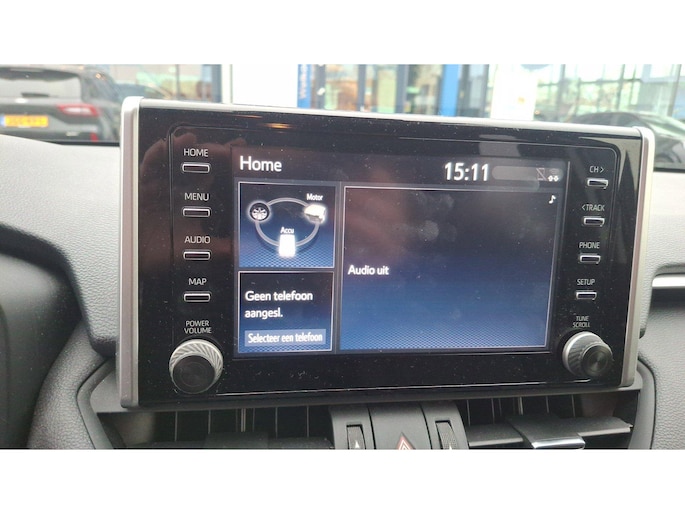 HOME
MENU
AUDIO
MAP
POWER
VOLUME
Home
15:11
Motor
Accu
Geen telefoon
aangesl.
Selecteer een telefoon
Audio uit
CH >
< TRACK
PHONE
SETUP
TUNE
SCROLL